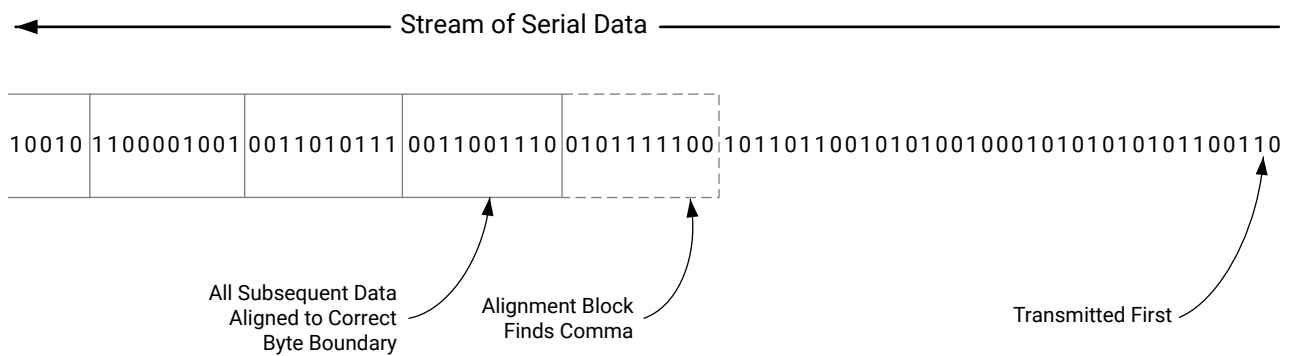 Stream of Serial Data
10010 1100001001 0011010111 0011001110 0101111100 1011011001010100100010101010101100110
All Subsequent Data
Aligned to Correct
Byte Boundary
Alignment Block
Finds Comma
Transmitted First